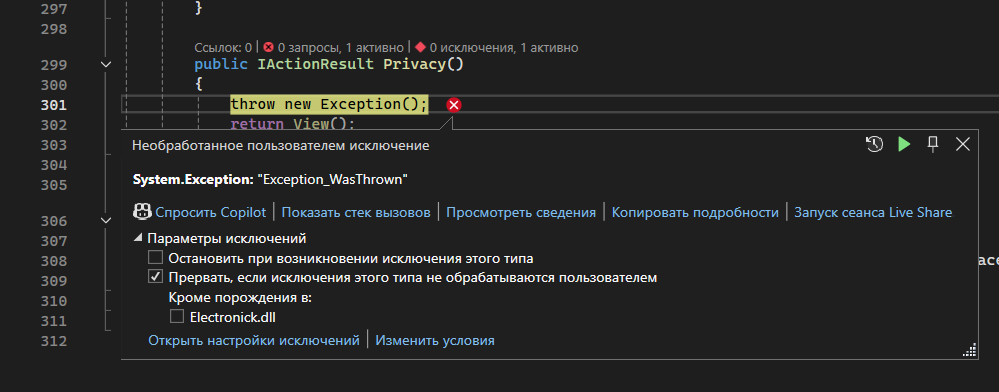 297 }
298
Ссылок: 0 | 0 запросы, 1 активно | 0 исключения, 1 активно
299 public IActionResult Privacy()
300 {
301 throw new Exception();
302 return View();
303 Необработанное пользователем исключение
304
305 System.Exception: "Exception_WasThrown"
Спросить Copilot | Показать стек вызовов | Просмотреть сведения | Копировать подробности | Запуск сеанса Live Share
306
307 Параметры исключений
308 Остановить при возникновении исключения этого типа
309 Прервать, если исключения этого типа не обрабатываются пользователем
310 Кроме порождения в:
311 Electronick.dll
312 Открыть настройки исключений | Изменить условия